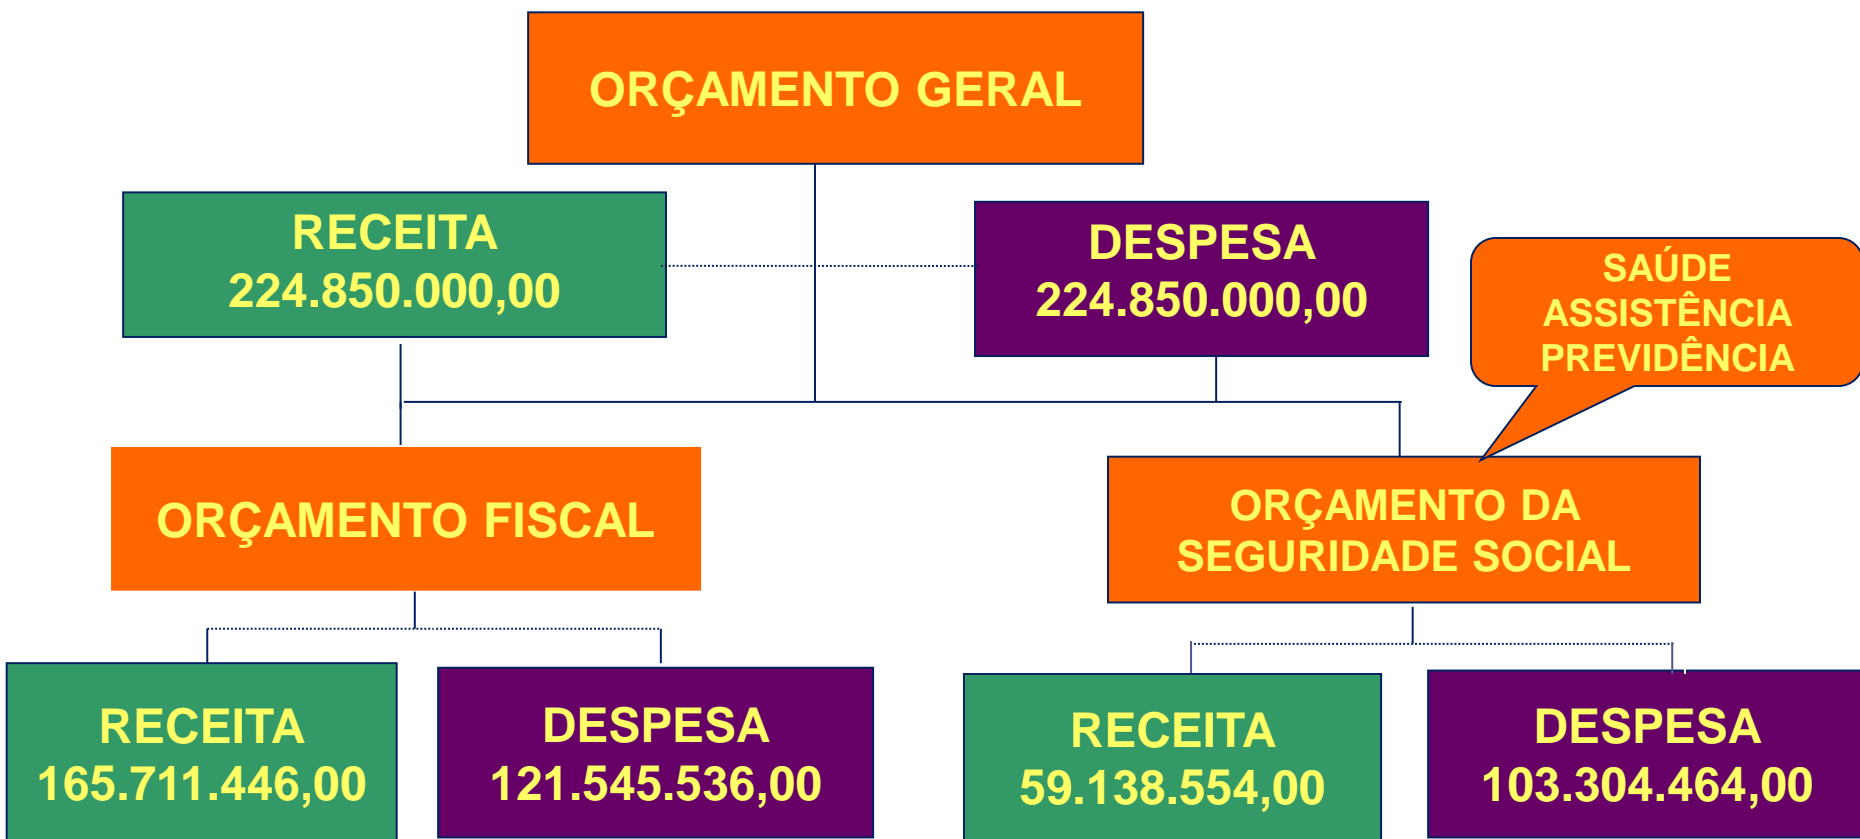 ORÇAMENTO GERAL
RECEITA
224.850.000,00
DESPESA
224.850.000,00
SAÚDE
ASSISTÊNCIA
PREVIDÊNCIA
ORÇAMENTO FISCAL
ORÇAMENTO DA
SEGURIDADE SOCIAL
RECEITA
165.711.446,00
DESPESA
121.545.536,00
RECEITA
59.138.554,00
DESPESA
103.304.464,00